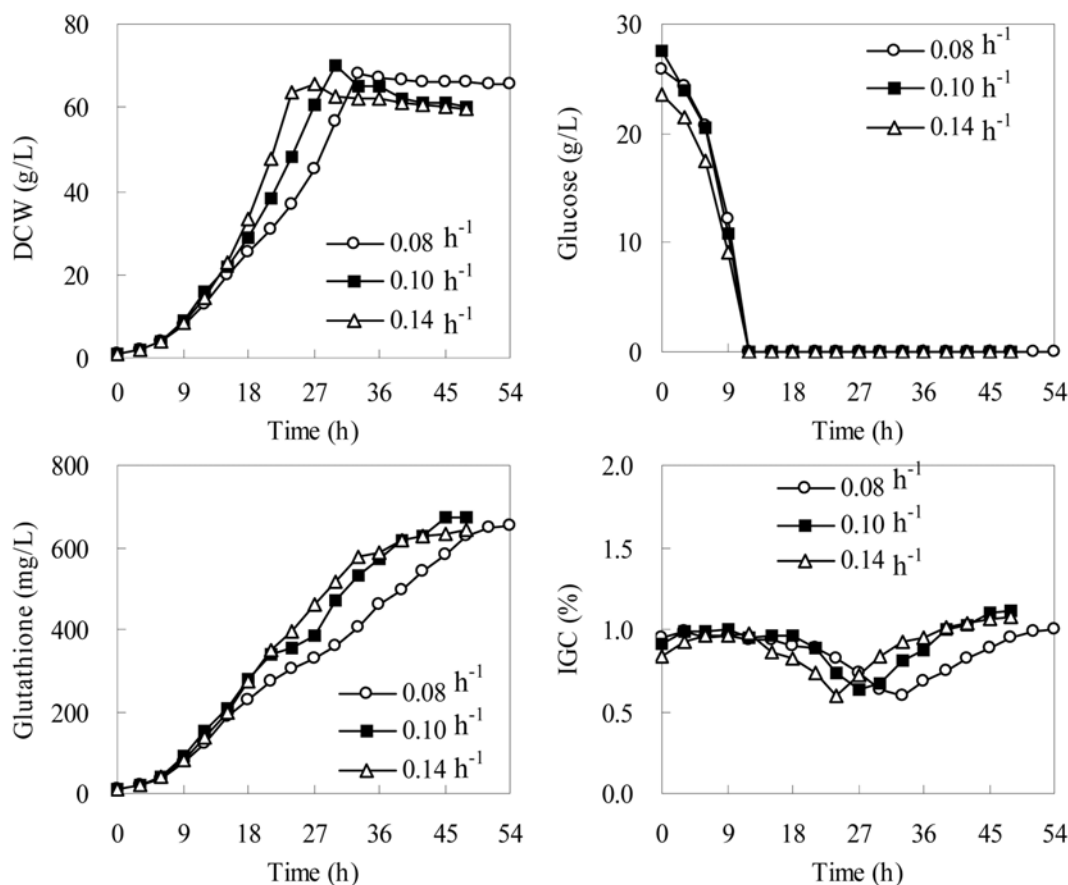 80
60
40
20
0
DCW (g/L)
0 9 18 27 36 45 54
Time (h)
0.08 h-1
0.10 h-1
0.14 h-1
30
20
10
0
Glucose (g/L)
0 9 18 27 36 45 54
Time (h)
0.08 h-1
0.10 h-1
0.14 h-1
800
600
400
200
0
Glutathione (mg/L)
0 9 18 27 36 45 54
Time (h)
0.08 h-1
0.10 h-1
0.14 h-1
2.0
1.5
1.0
0.5
0.0
IGC (%)
0 9 18 27 36 45 54
Time (h)
0.08 h-1
0.10 h-1
0.14 h-1